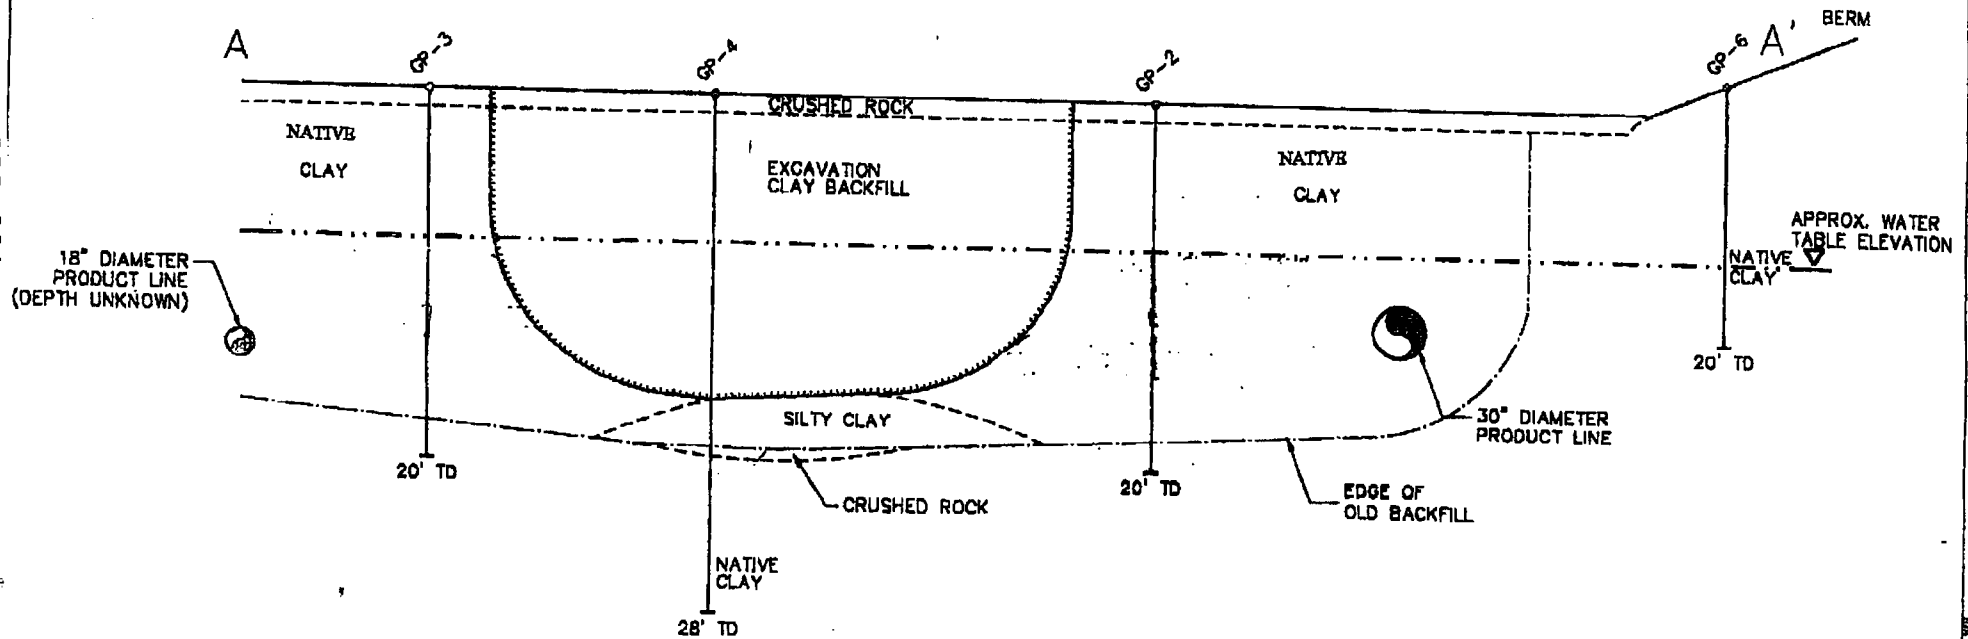 A
GP-3
GP-4
GP-2
GP-6
A'
BERM
CRUSHED ROCK
NATIVE
CLAY
EXCAVATION
CLAY BACKFILL
NATIVE
CLAY
APPROX. WATER
TABLE ELEVATION
NATIVE
CLAY
18" DIAMETER
PRODUCT LINE
(DEPTH UNKNOWN)
20' TD
SILTY CLAY
30" DIAMETER
PRODUCT LINE
20' TD
20' TD
CRUSHED ROCK
EDGE OF
OLD BACKFILL
NATIVE
CLAY
28' TD